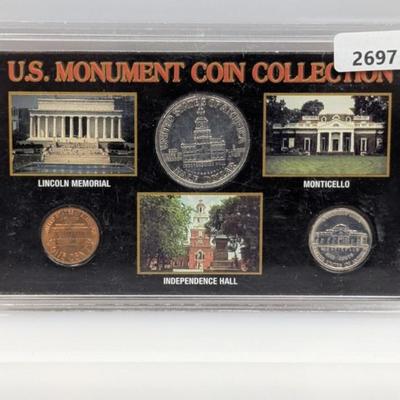 2697
U.S. MONUMENT COIN COLLECTION
LINCOLN MEMORIAL
MONTICELLO
INDEPENDENCE HALL